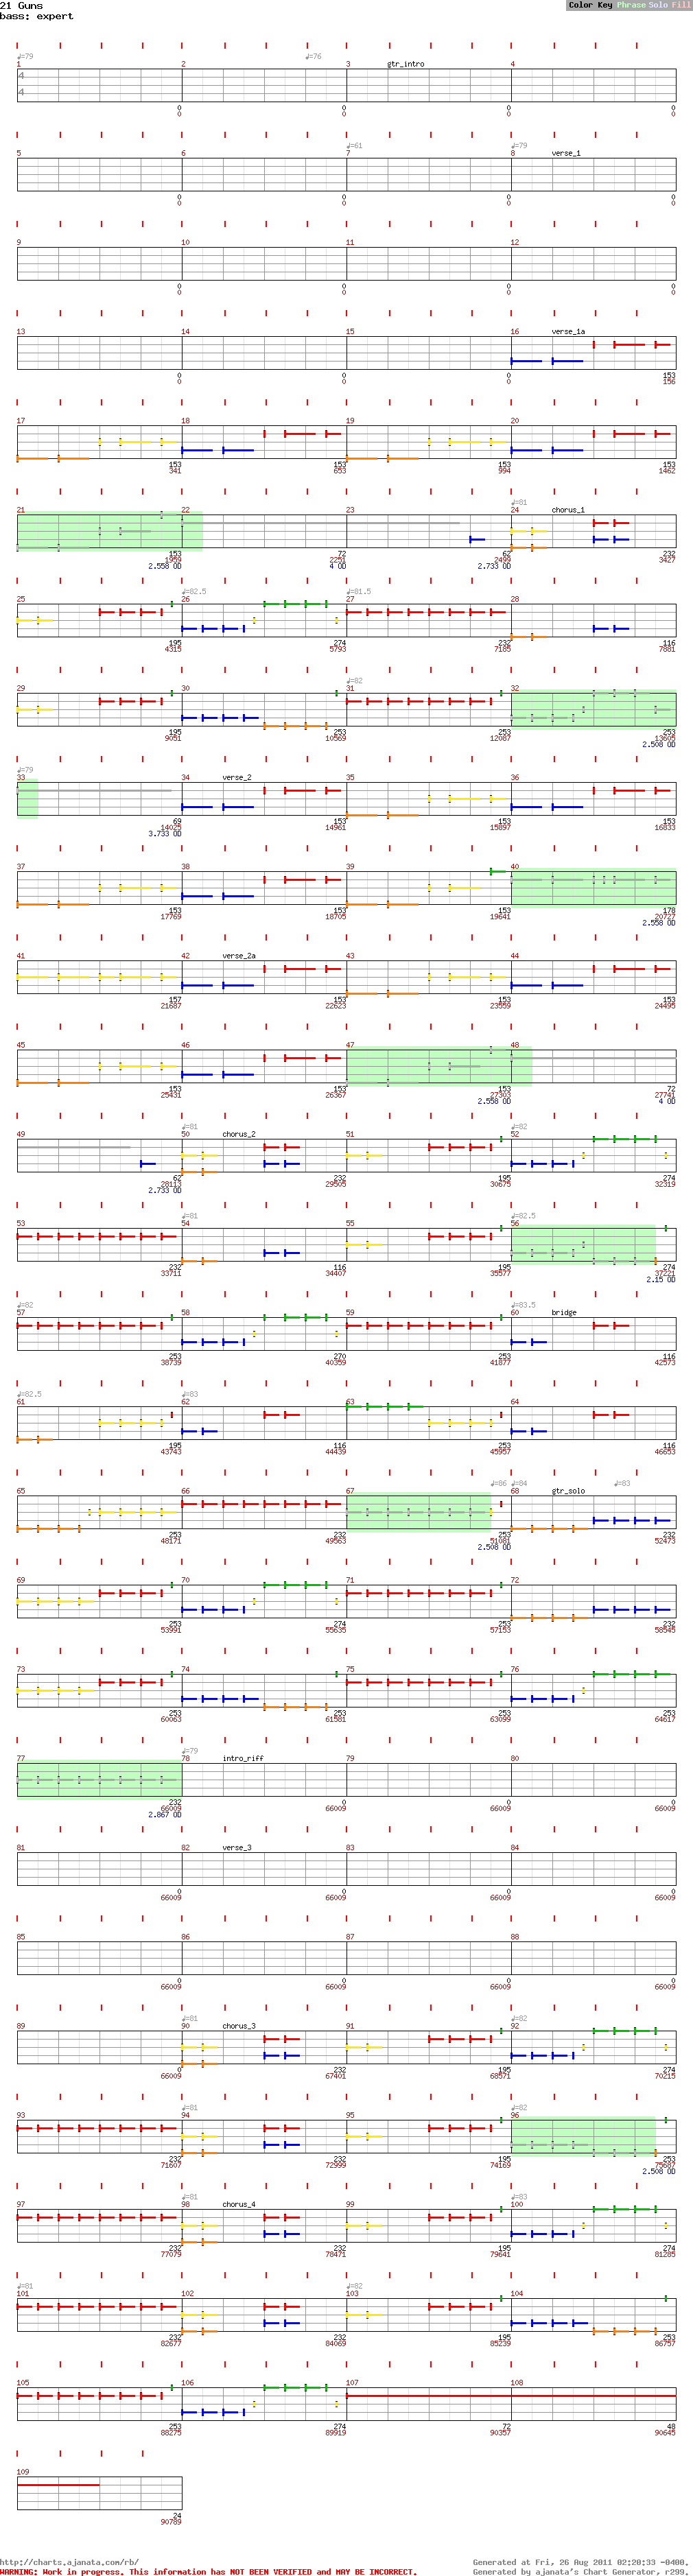 21 Guns
Color Key Phrase Solo Fill
bass: expert
♩=79 ♩=76
1 2 3 gtr_intro 4
4
4
0 0 0 0
0 0 0 0
♩=61 ♩=79
5 6 7 8 verse_1
0 0 0 0
0 0 0 0
9 10 11 12
0 0 0 0
0 0 0 0
13 14 15 16 verse_1a
0 0 0 153
0 0 0 156
17 18 19 20
153 153 153 153
341 653 994 1462
♩=81
21 22 23 24 chorus_1
153 72 62 232
1959 2251 2499 3427
2.558 OD 4 OD 2.733 OD
♩=82.5 ♩=81.5
25 26 27 28
195 274 232 116
4315 5793 7185 7881
♩=82
29 30 31 32
195 253 253 253
9051 10569 12087 13605
2.508 OD
♩=79
33 34 verse_2 35 36
69 153 153 153
14025 14961 15897 16833
3.733 OD
37 38 39 40
153 153 153 178
17769 18705 19641 20727
2.558 OD
41 42 verse_2a 43 44
157 153 153 153
21687 22623 23559 24495
45 46 47 48
153 153 153 72
25431 26367 27303 27741
2.558 OD 4 OD
♩=81 ♩=82
49 50 chorus_2 51 52
62 232 195 274
28113 29505 30675 32319
2.733 OD
♩=81 ♩=82.5
53 54 55 56
232 116 195 274
33711 34407 35577 37221
2.15 OD
♩=82 ♩=83.5
57 58 59 60 bridge
253 270 253 116
38739 40359 41877 42573
♩=82.5 ♩=83
61 62 63 64
195 116 253 116
43743 44439 45957 46653
♩=86 ♩=84 ♩=83
65 66 67 68 gtr_solo
253 232 253 232
48171 49563 51081 52473
2.508 OD
69 70 71 72
253 274 253 232
53991 55635 57153 58545
73 74 75 76
253 253 253 253
60063 61581 63099 64617
♩=79
77 78 intro_riff 79 80
232 0 0 0
66009 66009 66009 66009
2.867 OD
81 82 verse_3 83 84
0 0 0 0
66009 66009 66009 66009
85 86 87 88
0 0 0 0
66009 66009 66009 66009
♩=81 ♩=82
89 90 chorus_3 91 92
0 232 195 274
66009 67401 68571 70215
♩=81 ♩=82
93 94 95 96
232 232 195 253
71607 72999 74169 75687
2.508 OD
♩=81 ♩=83
97 98 chorus_4 99 100
232 232 195 274
77079 78471 79641 81285
♩=81 ♩=82
101 102 103 104
232 232 195 253
82677 84069 85239 86757
105 106 107 108
253 274 72 48
88275 89919 90357 90645
109
24
90789
http://charts.ajanata.com/rb/
Generated at Fri, 26 Aug 2011 02:20:33 -0400.
WARNING: Work in progress. This information has NOT BEEN VERIFIED and MAY BE INCORRECT.
Generated by ajanata's Chart Generator, r299.